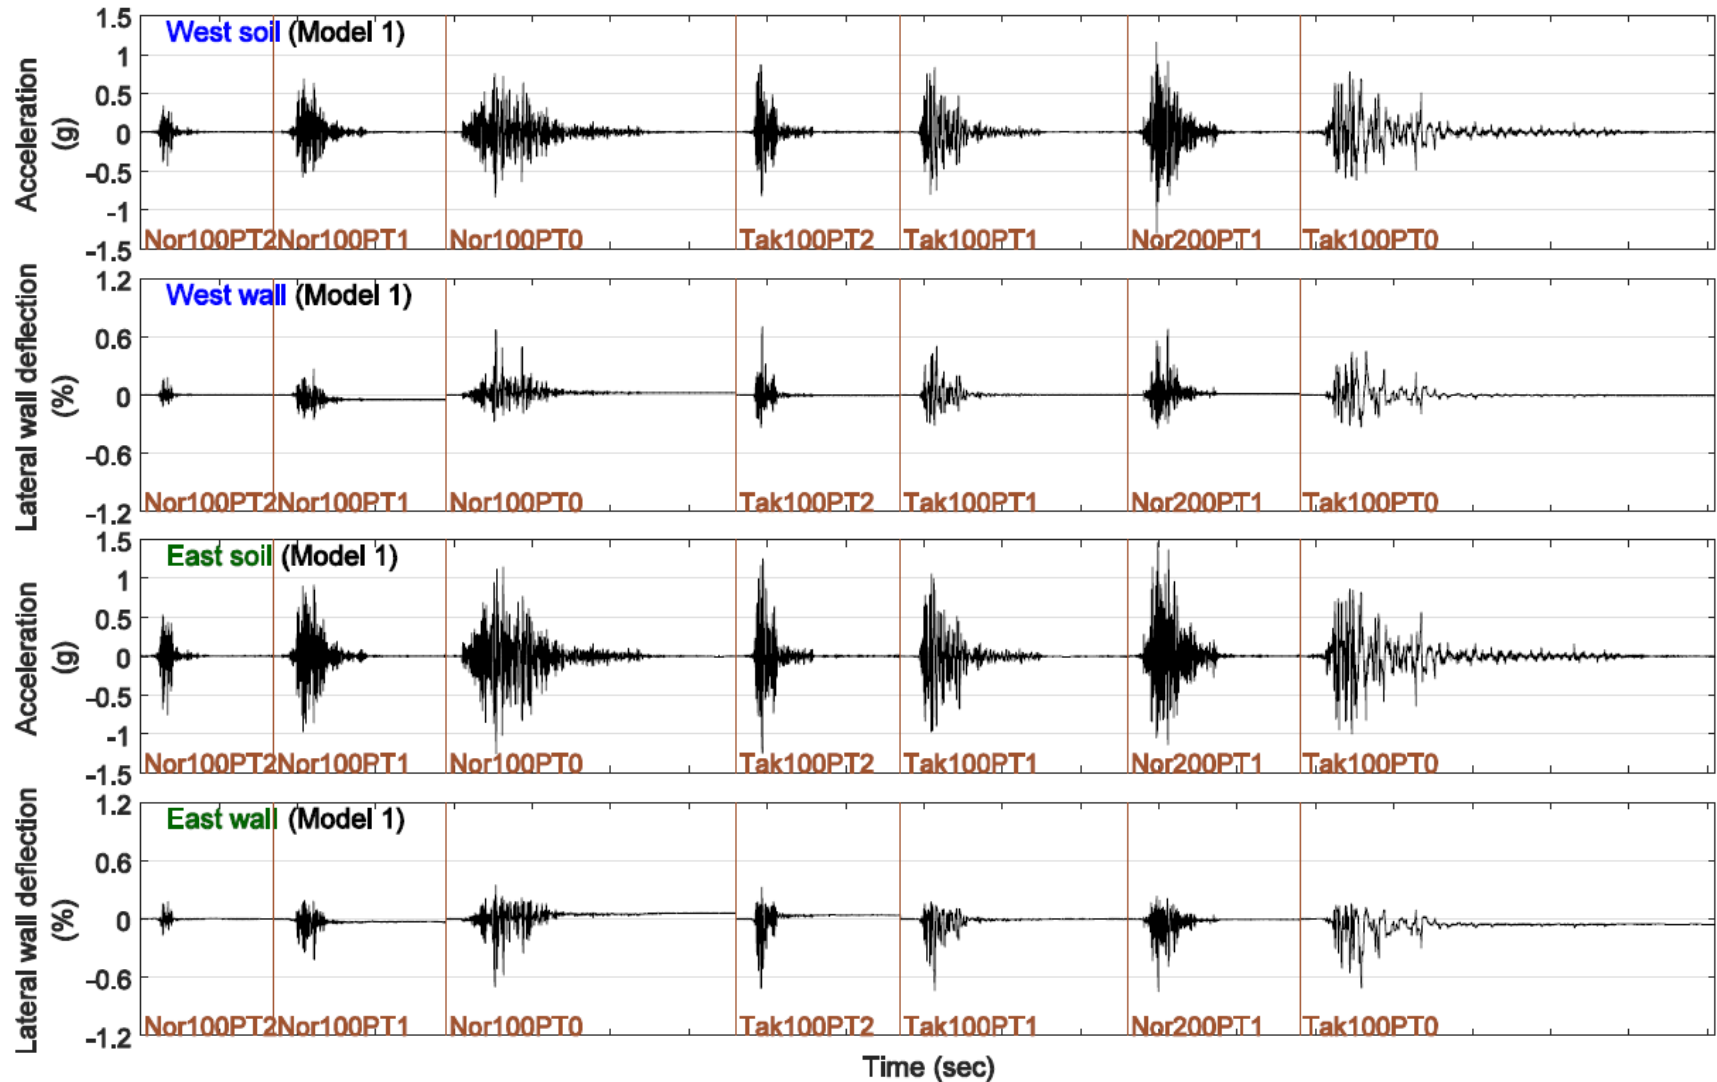 West soil (Model 1)
Acceleration
(g)
1.5
1
0.5
0
-0.5
-1
-1.5
Nor100PT2 Nor100PT1 Nor100PT0 Tak100PT2 Tak100PT1 Nor200PT1 Tak100PT0
West wall (Model 1)
Lateral wall deflection
(%)
1.2
0.6
0
-0.6
-1.2
Nor100PT2 Nor100PT1 Nor100PT0 Tak100PT2 Tak100PT1 Nor200PT1 Tak100PT0
East soil (Model 1)
Acceleration
(g)
1.5
1
0.5
0
-0.5
-1
-1.5
Nor100PT2 Nor100PT1 Nor100PT0 Tak100PT2 Tak100PT1 Nor200PT1 Tak100PT0
East wall (Model 1)
Lateral wall deflection
(%)
1.2
0.6
0
-0.6
-1.2
Nor100PT2 Nor100PT1 Nor100PT0 Tak100PT2 Tak100PT1 Nor200PT1 Tak100PT0
Time (sec)